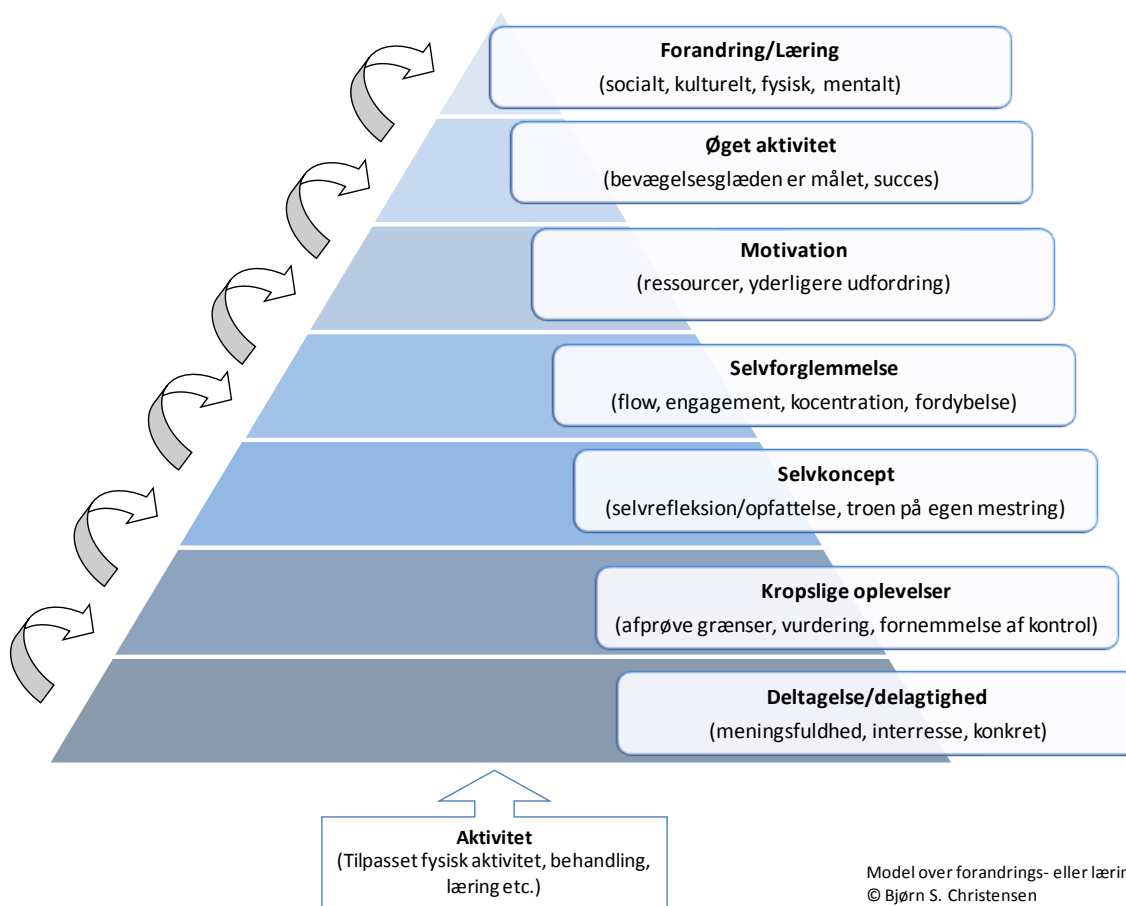 Forandring/Læring
(socialt, kulturelt, fysisk, mentalt)
Øget aktivitet
(bevægelsesglæden er målet, succes)
Motivation
(ressourcer, yderligere udfordring)
Selvforglemmelse
(flow, engagement, kocentration, fordybelse)
Selvkoncept
(selvrefleksion/opfattelse, troen på egen mestring)
Kropslige oplevelser
(afprøve grænser, vurdering, fornemmelse af kontrol)
Deltagelse/delagtighed
(meningsfuldhed, interresse, konkret)
Aktivitet
(Tilpasset fysisk aktivitet, behandling,
læring etc.)
Model over forandrings- eller
© Bjørn S. Christensen